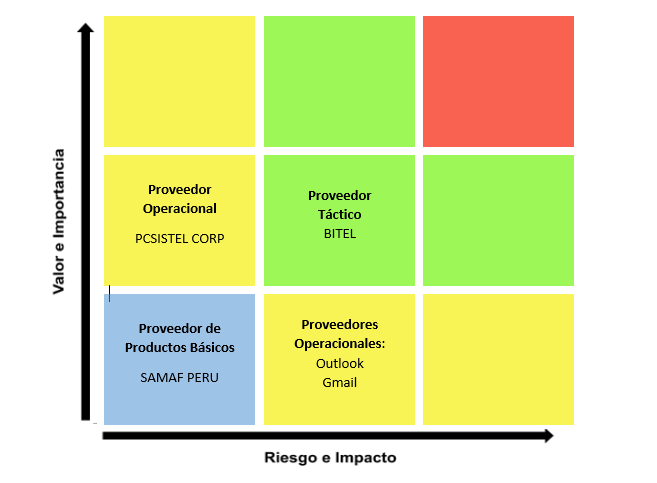 Valor e Importancia
Proveedor
Operacional
PCSISTEL CORP
Proveedor
Táctico
BITEL
Proveedor de
Productos Básicos
SAMAF PERU
Proveedores
Operacionales:
Outlook
Gmail
Riesgo e Impacto